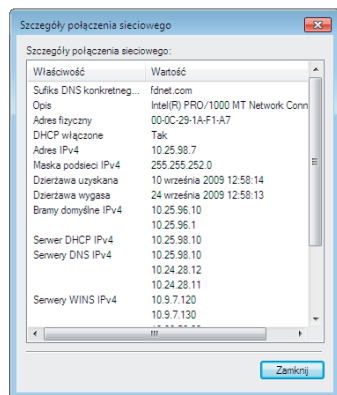 Szczegóły połączenia sieciowego
Szczegóły połączenia sieciowego:
Właściwość Wartość
Sufiks DNS konkretneg... fdnet.com
Opis Intel(R) PRO/1000 MT Network Conn
Adres fizyczny 00-0C-29-1A-F1-A7
DHCP włączone Tak
Adres IPv4 10.25.98.7
Maska podsieci IPv4 255.255.252.0
Dzierżawa uzyskana 10 września 2009 12:58:14
Dzierżawa wygasa 24 września 2009 12:58:13
Bramy domyślne IPv4 10.25.96.10
10.25.96.1
Serwer DHCP IPv4 10.25.98.10
Serwery DNS IPv4 10.25.98.10
10.24.28.12
10.24.28.11
Serwery WINS IPv4 10.9.7.120
10.9.7.130
Zamknij